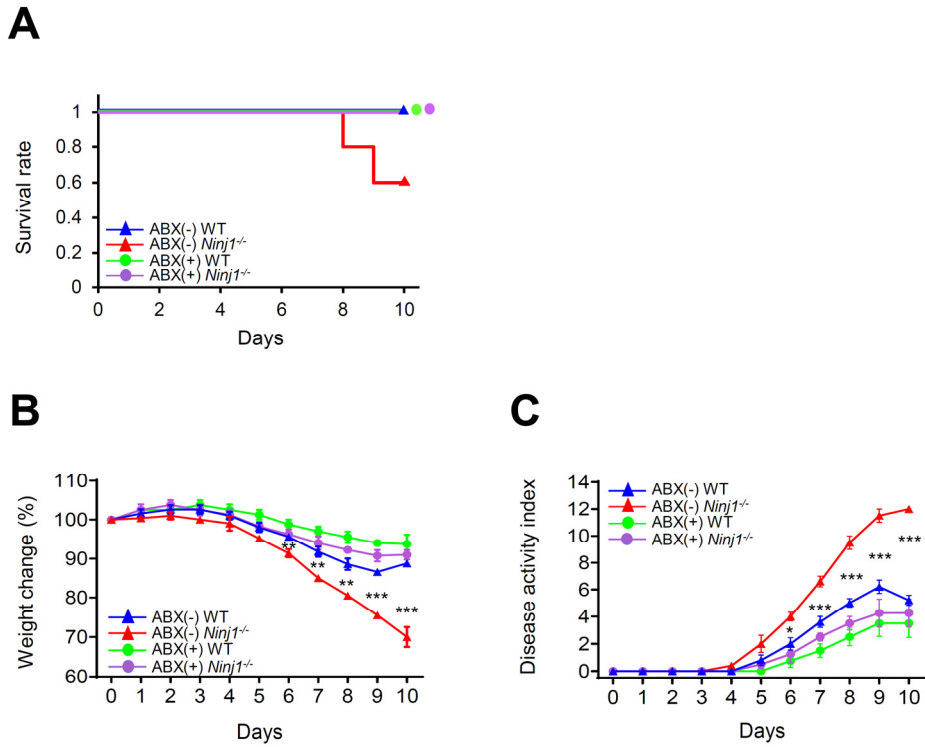 A
1
0.8
0.6
0.4
0.2
0
Survival rate
ABX(-) WT
ABX(-) Ninj1-/-
ABX(+) WT
ABX(+) Ninj1-/-
0 2 4 6 8 10
Days
B
110
100
90
80
70
60
Weight change (%)
** ** ** *** ***
ABX(-) WT
ABX(-) Ninj1-/-
ABX(+) WT
ABX(+) Ninj1-/-
0 1 2 3 4 5 6 7 8 9 10
Days
C
14
12
10
8
6
4
2
0
Disease activity index
ABX(-) WT
ABX(-) Ninj1-/-
ABX(+) WT
ABX(+) Ninj1-/-
* *** *** *** ***
0 1 2 3 4 5 6 7 8 9 10
Days